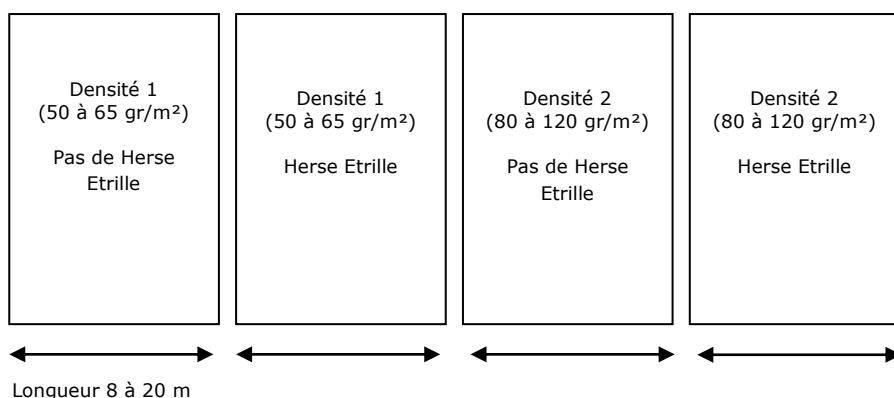 Densité 1
(50 à 65 gr/m²)
Pas de Herse
Etrille
Densité 1
(50 à 65 gr/m²)
Herse Etrille
Densité 2
(80 à 120 gr/m²)
Pas de Herse
Etrille
Densité 2
(80 à 120 gr/m²)
Herse Etrille
Longueur 8 à 20 m